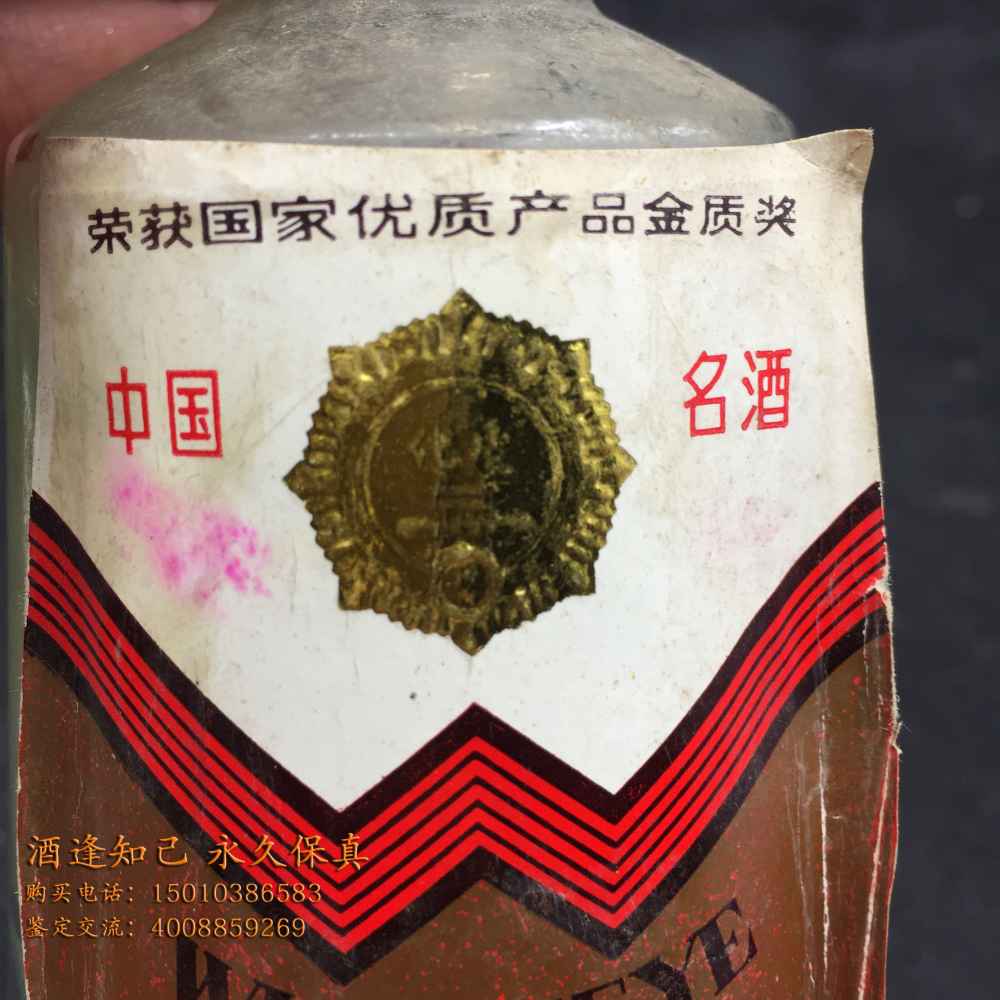 荣获国家优质产品金质奖
中国
名酒
酒逢知己 永久保真
购买电话：15010386583
鉴定交流：4008859269